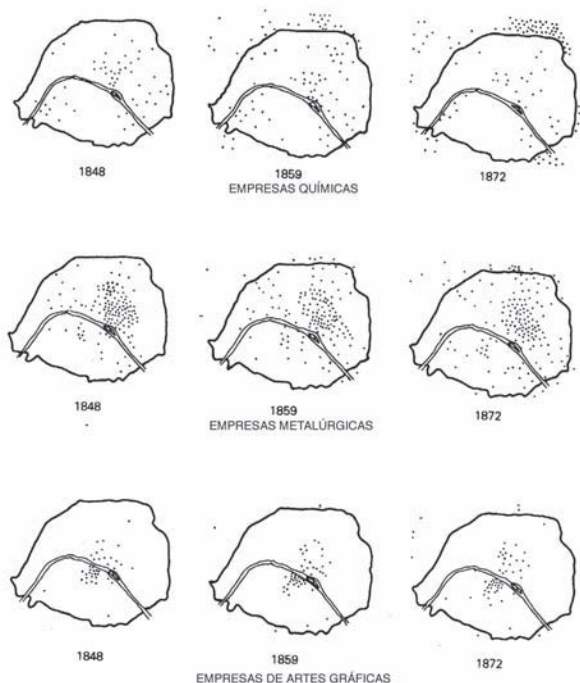 1848 1859 1872
EMPRESAS QUÍMICAS
1848 1859 1872
EMPRESAS METALÚRGICAS
1848 1859 1872
EMPRESAS DE ARTES GRÁFICAS